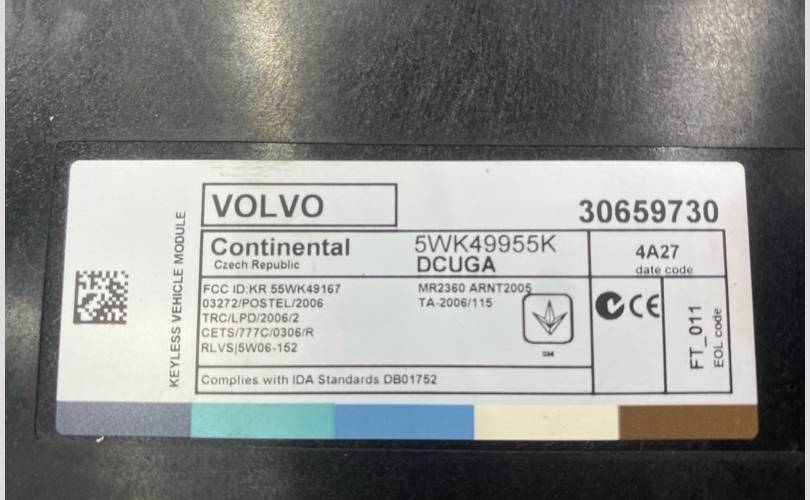 VOLVO
30659730
KEYLESS VEHICLE MODULE
Continental
Czech Republic
5WK49955K
DCUGA
4A27
date code
FCC ID:KR 55WK49167
03272/POSTEL/2006
TRC/LPD/2006/2
CETS/777C/0306/R
RLVS|5W06-152
MR2360 ARNT2005
TA-2006/115
CE
FT_011
EOL code
Complies with IDA Standards DB01752